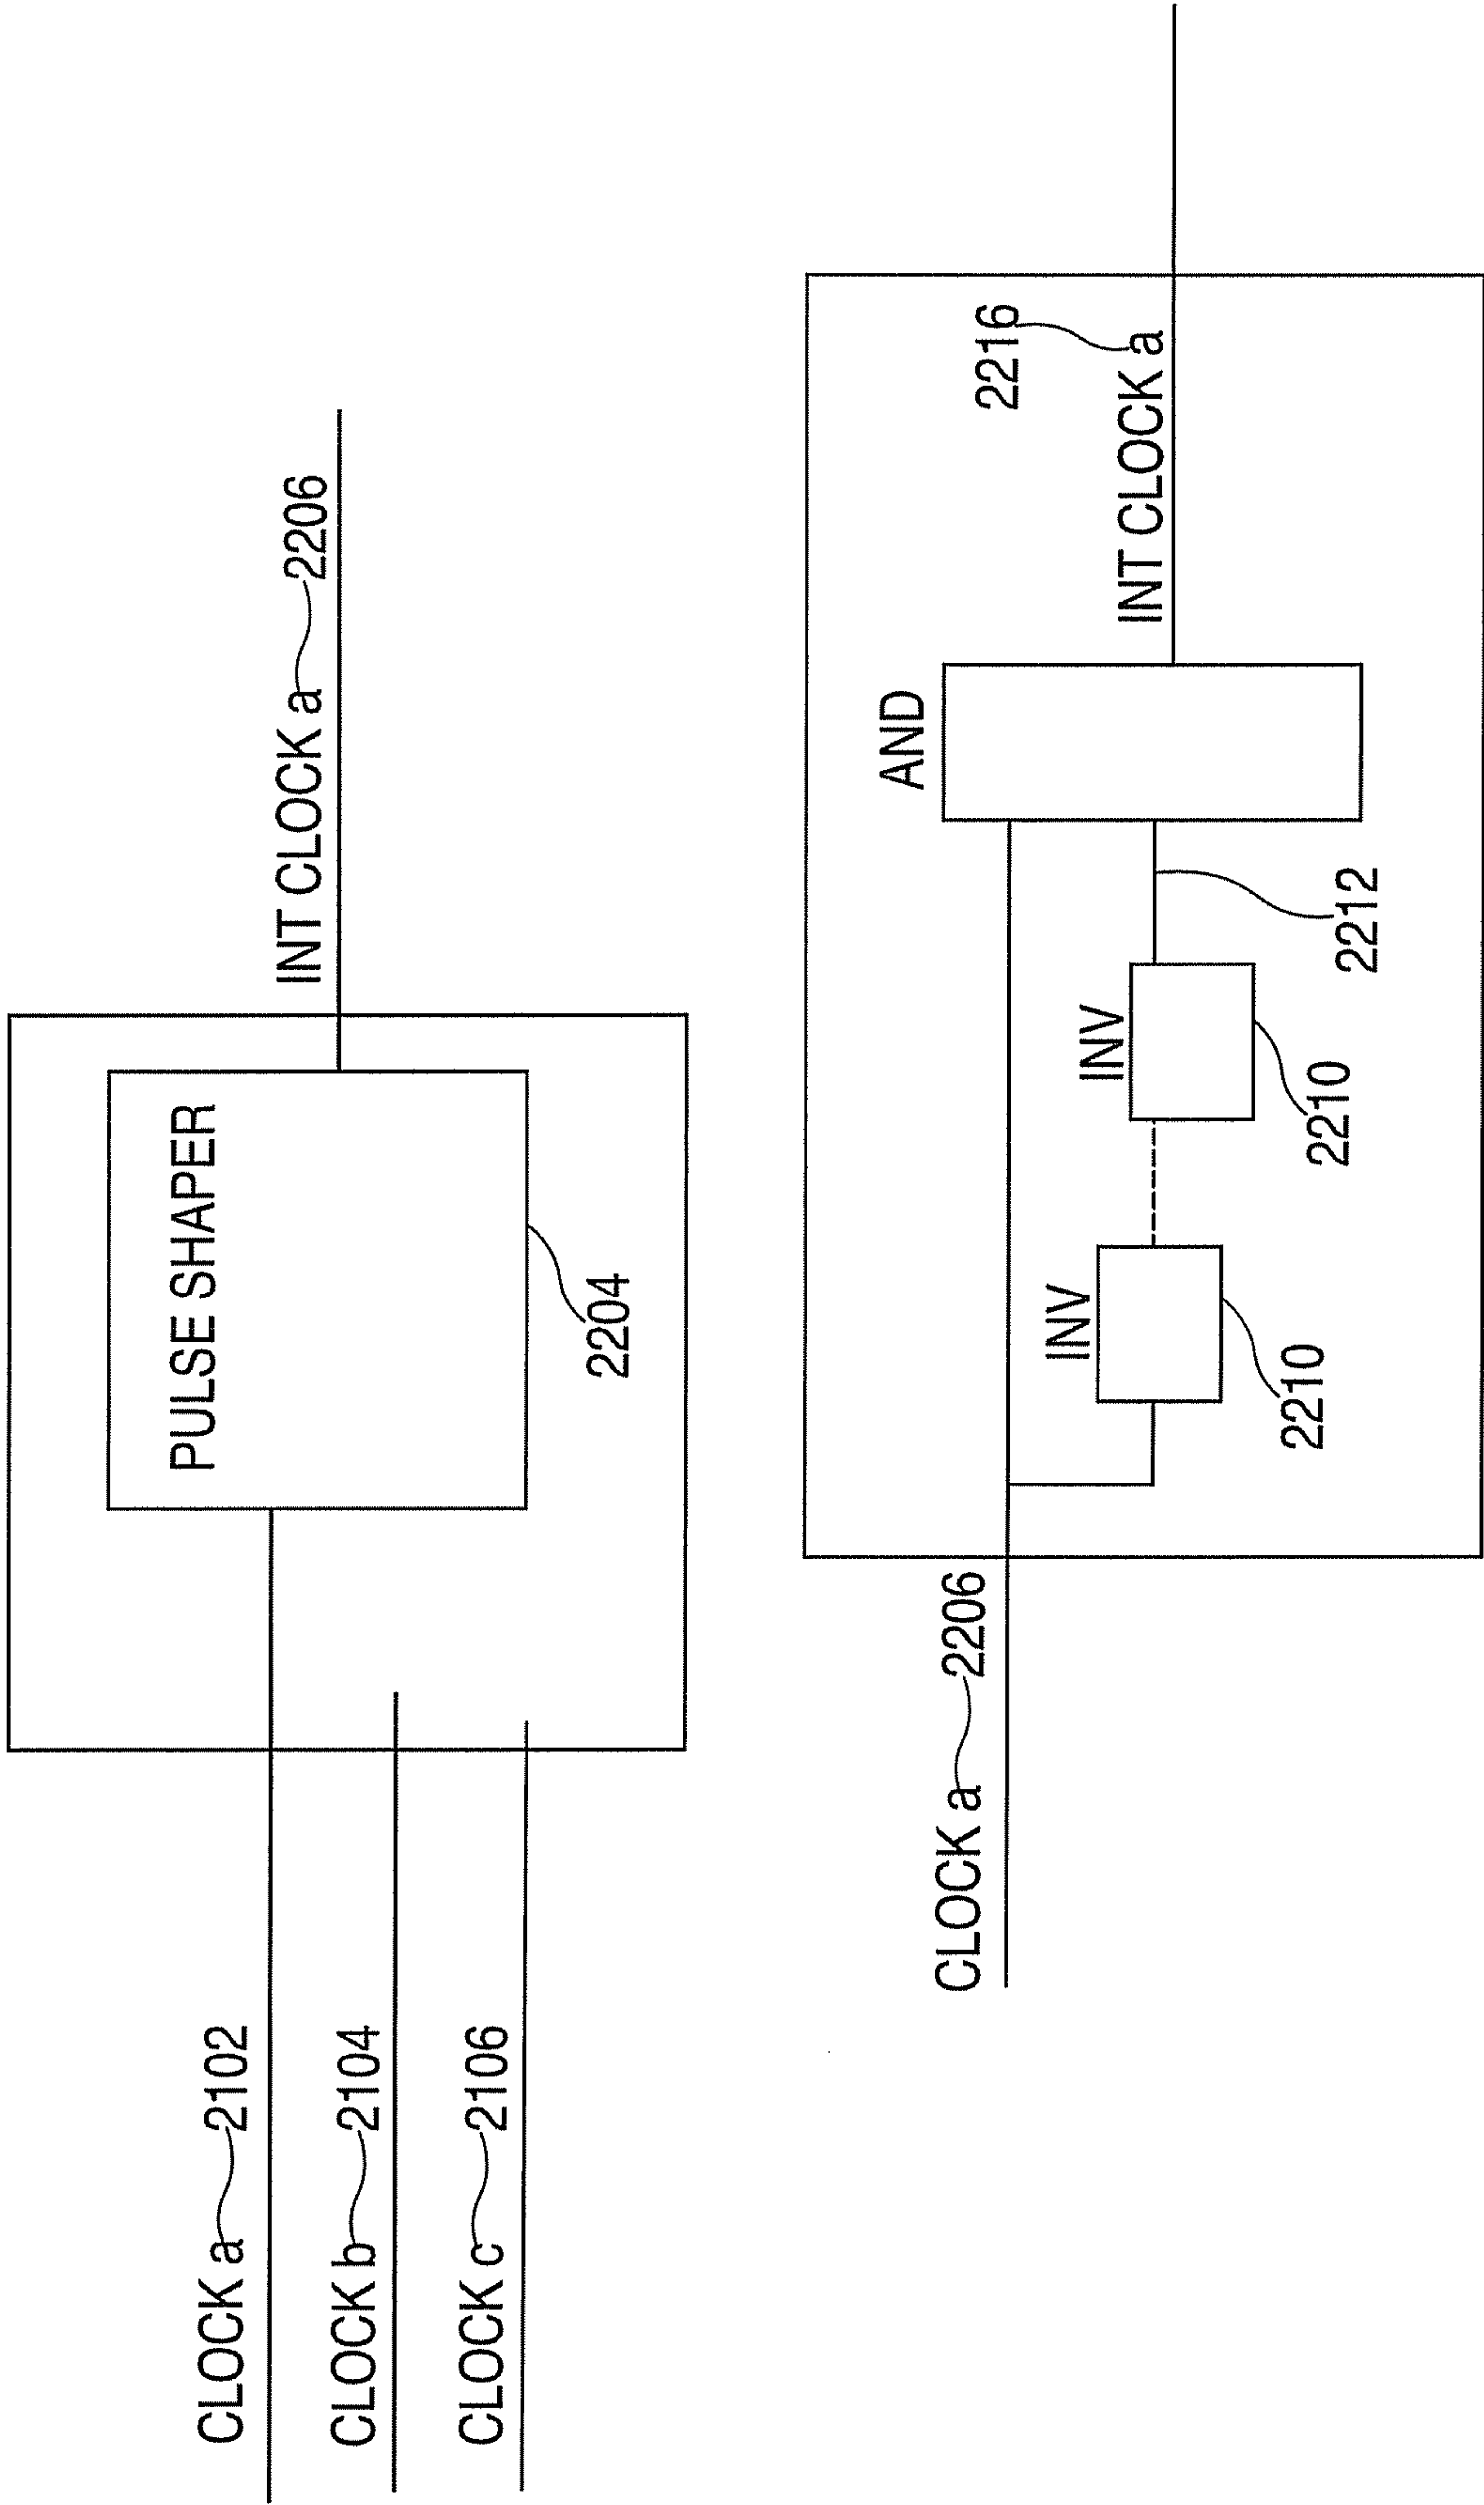 PULSE SHAPER
CLOCK a 2102
INT CLOCK a 2206
CLOCK b 2104
CLOCK c 2106
2204
AND
CLOCK a 2206
2216
INV
INV
INT CLOCK a
2210
2210
2212